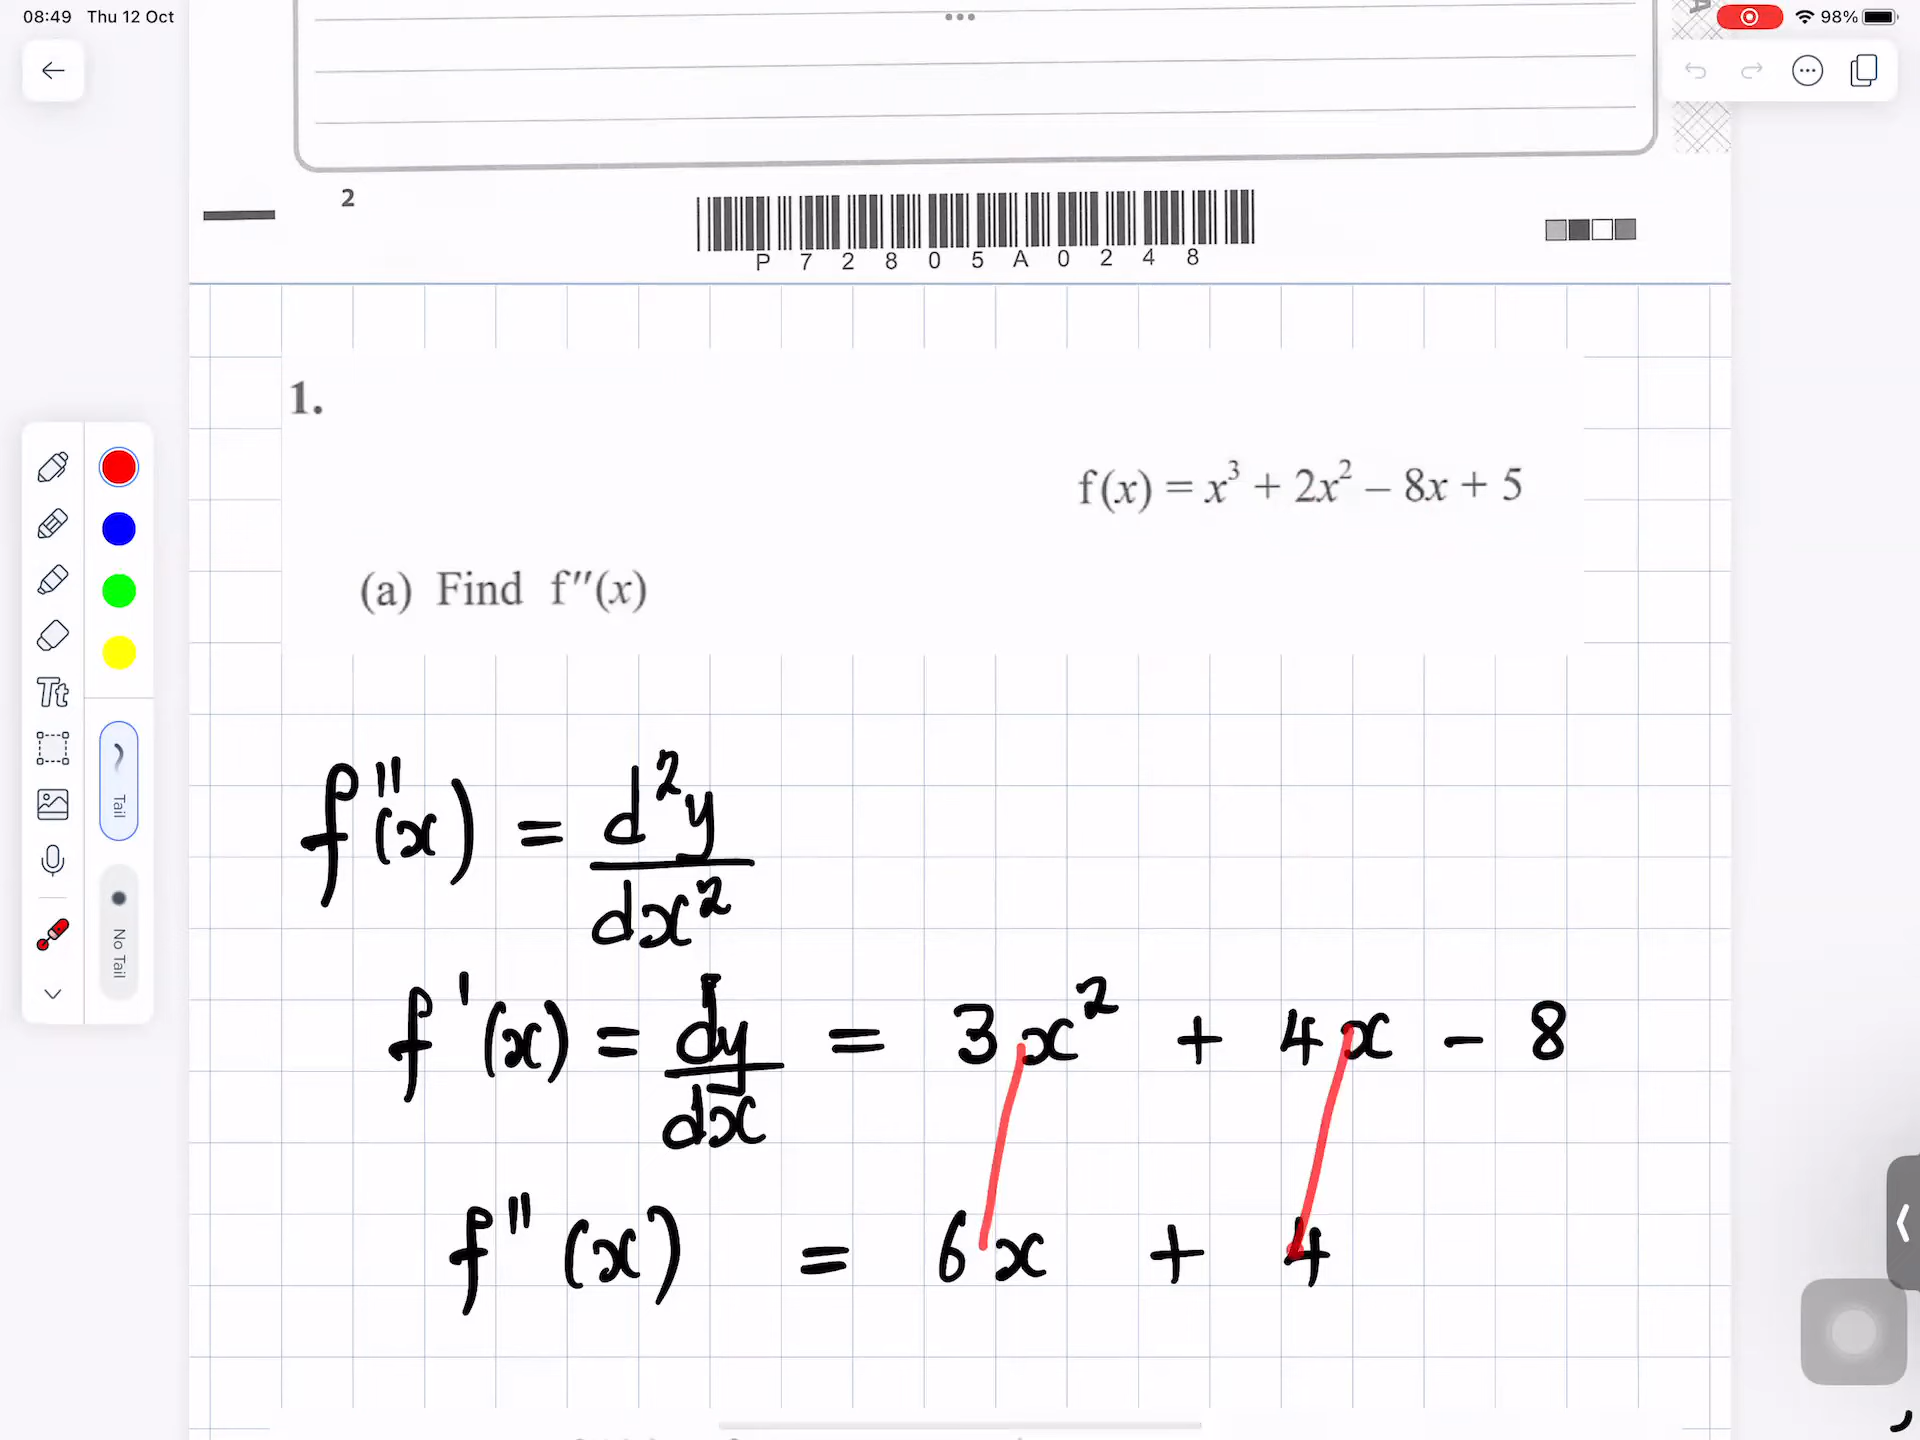 08:49 Thu 12 Oct
98%
2
P 7 2 8 0 5 A 0 2 4 8
1.
f(x) = x³ + 2x² – 8x + 5
(a) Find f″(x)
Tt
Tail
No Tail
f″(x) = d²y/dx²
f′(x) = dy/dx = 3x² + 4x – 8
f″(x) = 6x + 4